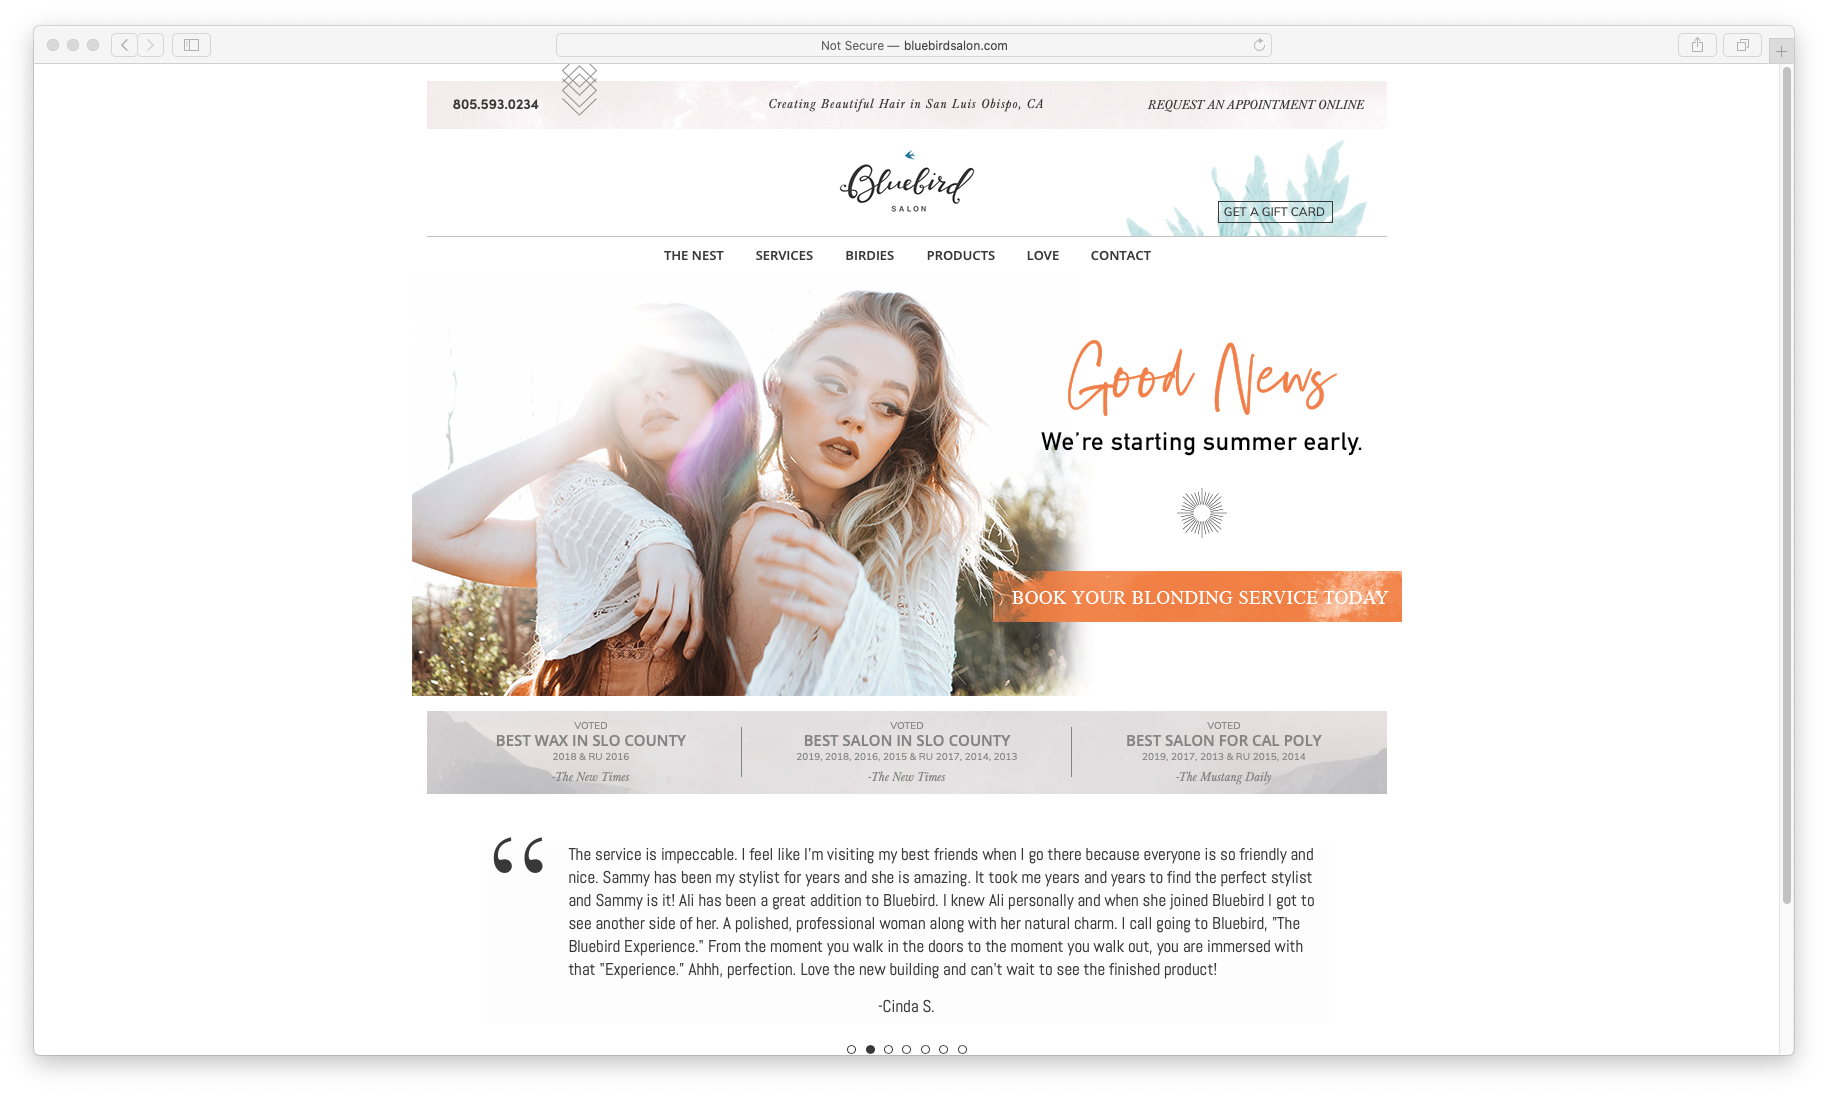 Not Secure — bluebirdsalon.com
805.593.0234
Creating Beautiful Hair in San Luis Obispo, CA
REQUEST AN APPOINTMENT ONLINE
Bluebird
SALON
GET A GIFT CARD
THE NEST SERVICES BIRDIES PRODUCTS LOVE CONTACT
Good News
We're starting summer early.
BOOK YOUR BLONDING SERVICE TODAY
VOTED
BEST WAX IN SLO COUNTY
2018 & RU 2016
-The New Times
VOTED
BEST SALON IN SLO COUNTY
2019, 2018, 2016, 2015 & RU 2017, 2014, 2013
-The New Times
VOTED
BEST SALON FOR CAL POLY
2019, 2017, 2013 & RU 2015, 2014
-The Mustang Daily
“
The service is impeccable. I feel like I'm visiting my best friends when I go there because everyone is so friendly and
nice. Sammy has been my stylist for years and she is amazing. It took me years and years to find the perfect stylist
and Sammy is it! Ali has been a great addition to Bluebird. I knew Ali personally and when she joined Bluebird I got to
see another side of her. A polished, professional woman along with her natural charm. I call going to Bluebird, "The
Bluebird Experience." From the moment you walk in the doors to the moment you walk out, you are immersed with
that "Experience." Ahhh, perfection. Love the new building and can't wait to see the finished product!
-Cinda S.